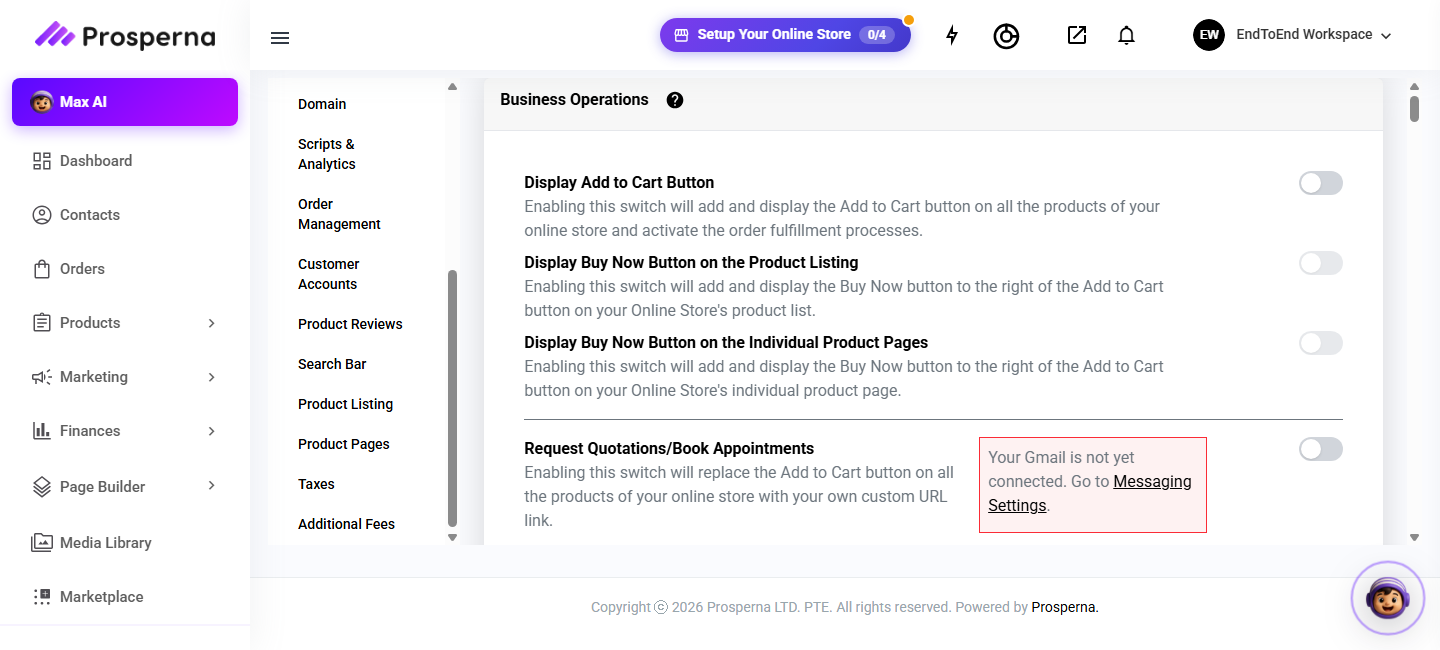 Prosperna
Setup Your Online Store 0/4
EW EndToEnd Workspace
Max AI
Dashboard
Contacts
Orders
Products
Marketing
Finances
Page Builder
Media Library
Marketplace
Domain
Scripts &
Analytics
Order
Management
Customer
Accounts
Product Reviews
Search Bar
Product Listing
Product Pages
Taxes
Additional Fees
Business Operations
Display Add to Cart Button
Enabling this switch will add and display the Add to Cart button on all the products of your
online store and activate the order fulfillment processes.
Display Buy Now Button on the Product Listing
Enabling this switch will add and display the Buy Now button to the right of the Add to Cart
button on your Online Store's product list.
Display Buy Now Button on the Individual Product Pages
Enabling this switch will add and display the Buy Now button to the right of the Add to Cart
button on your Online Store's individual product page.
Request Quotations/Book Appointments
Enabling this switch will replace the Add to Cart button on all
the products of your online store with your own custom URL
link.
Your Gmail is not yet
connected. Go to Messaging
Settings.
Copyright © 2026 Prosperna LTD. PTE. All rights reserved. Powered by Prosperna.